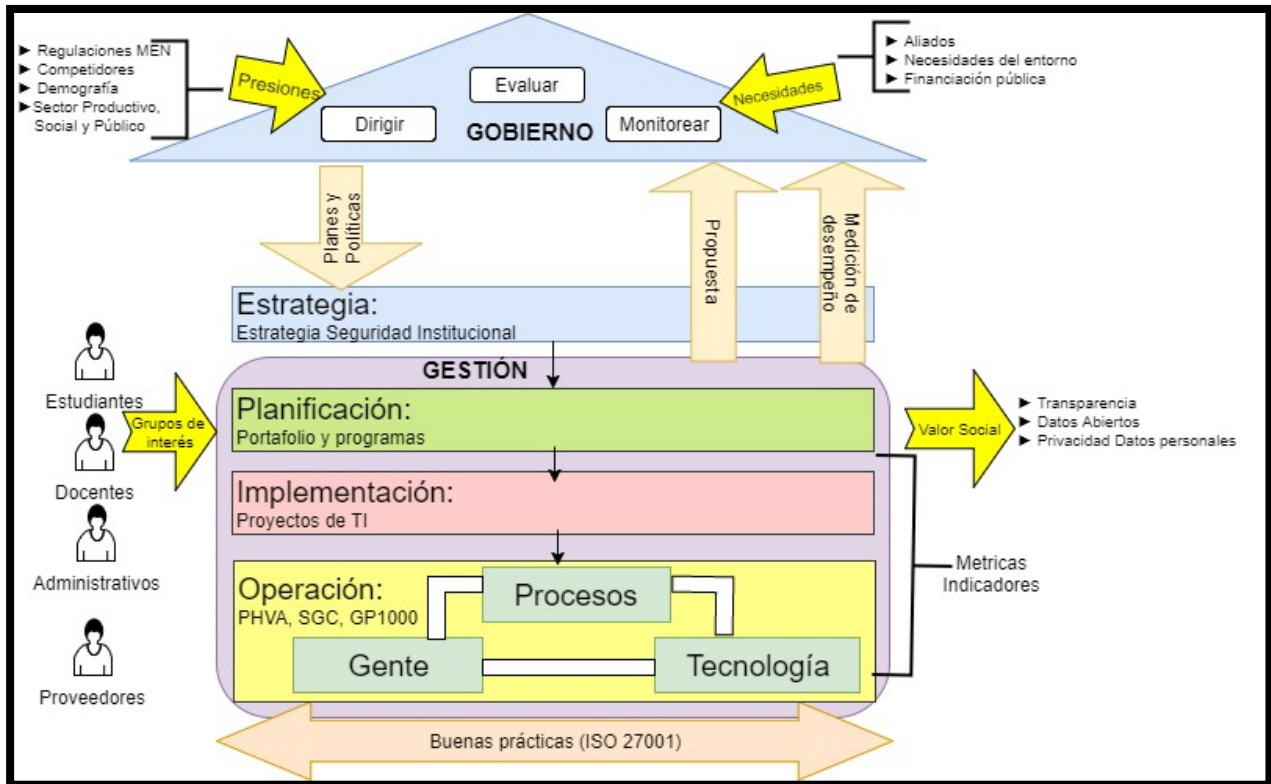 ► Regulaciones MEN
► Competidores
► Demografía
► Sector Productivo,
Social y Público
Presiones
Evaluar
Dirigir
GOBIERNO
Monitorear
Necesidades
► Aliados
► Necesidades del entorno
► Financiación pública
Planes y
Políticas
Propuesta
Medición de
desempeño
Estrategia:
Estrategia Seguridad Institucional
GESTIÓN
Planificación:
Portafolio y programas
Implementación:
Proyectos de TI
Operación:
PHVA, SGC, GP1000
Procesos
Gente
Tecnología
Estudiantes
Docentes
Administrativos
Proveedores
Grupos de
interés
Valor Social
► Transparencia
► Datos Abiertos
► Privacidad Datos personales
Metricas
Indicadores
Buenas prácticas (ISO 27001)